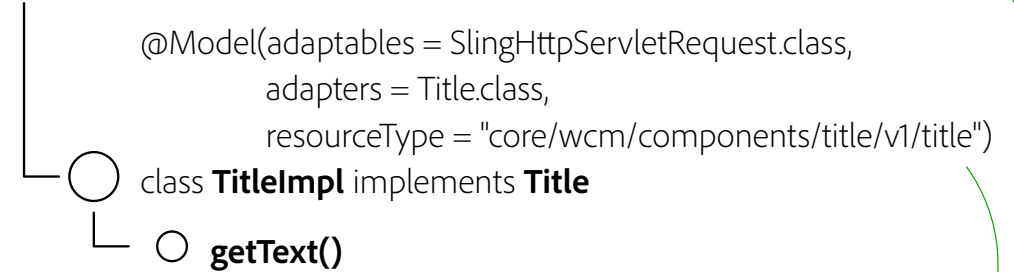 @Model(adaptables = SlingHttpServletRequest.class,
adapters = Title.class,
resourceType = "core/wcm/components/title/v1/title")
class TitleImpl implements Title
getText()